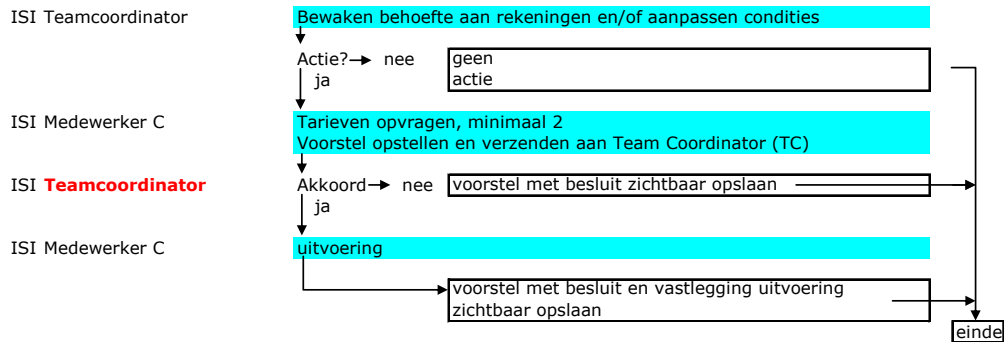 ISI Teamcoordinator Bewaken behoefte aan rekeningen en/of aanpassen condities
Actie? nee geen
ja actie
ISI Medewerker C Tarieven opvragen, minimaal 2
Voorstel opstellen en verzenden aan Team Coordinator (TC)
ISI Teamcoordinator Akkoord nee voorstel met besluit zichtbaar opslaan
ja
ISI Medewerker C uitvoering
voorstel met besluit en vastlegging uitvoering
zichtbaar opslaan
einde